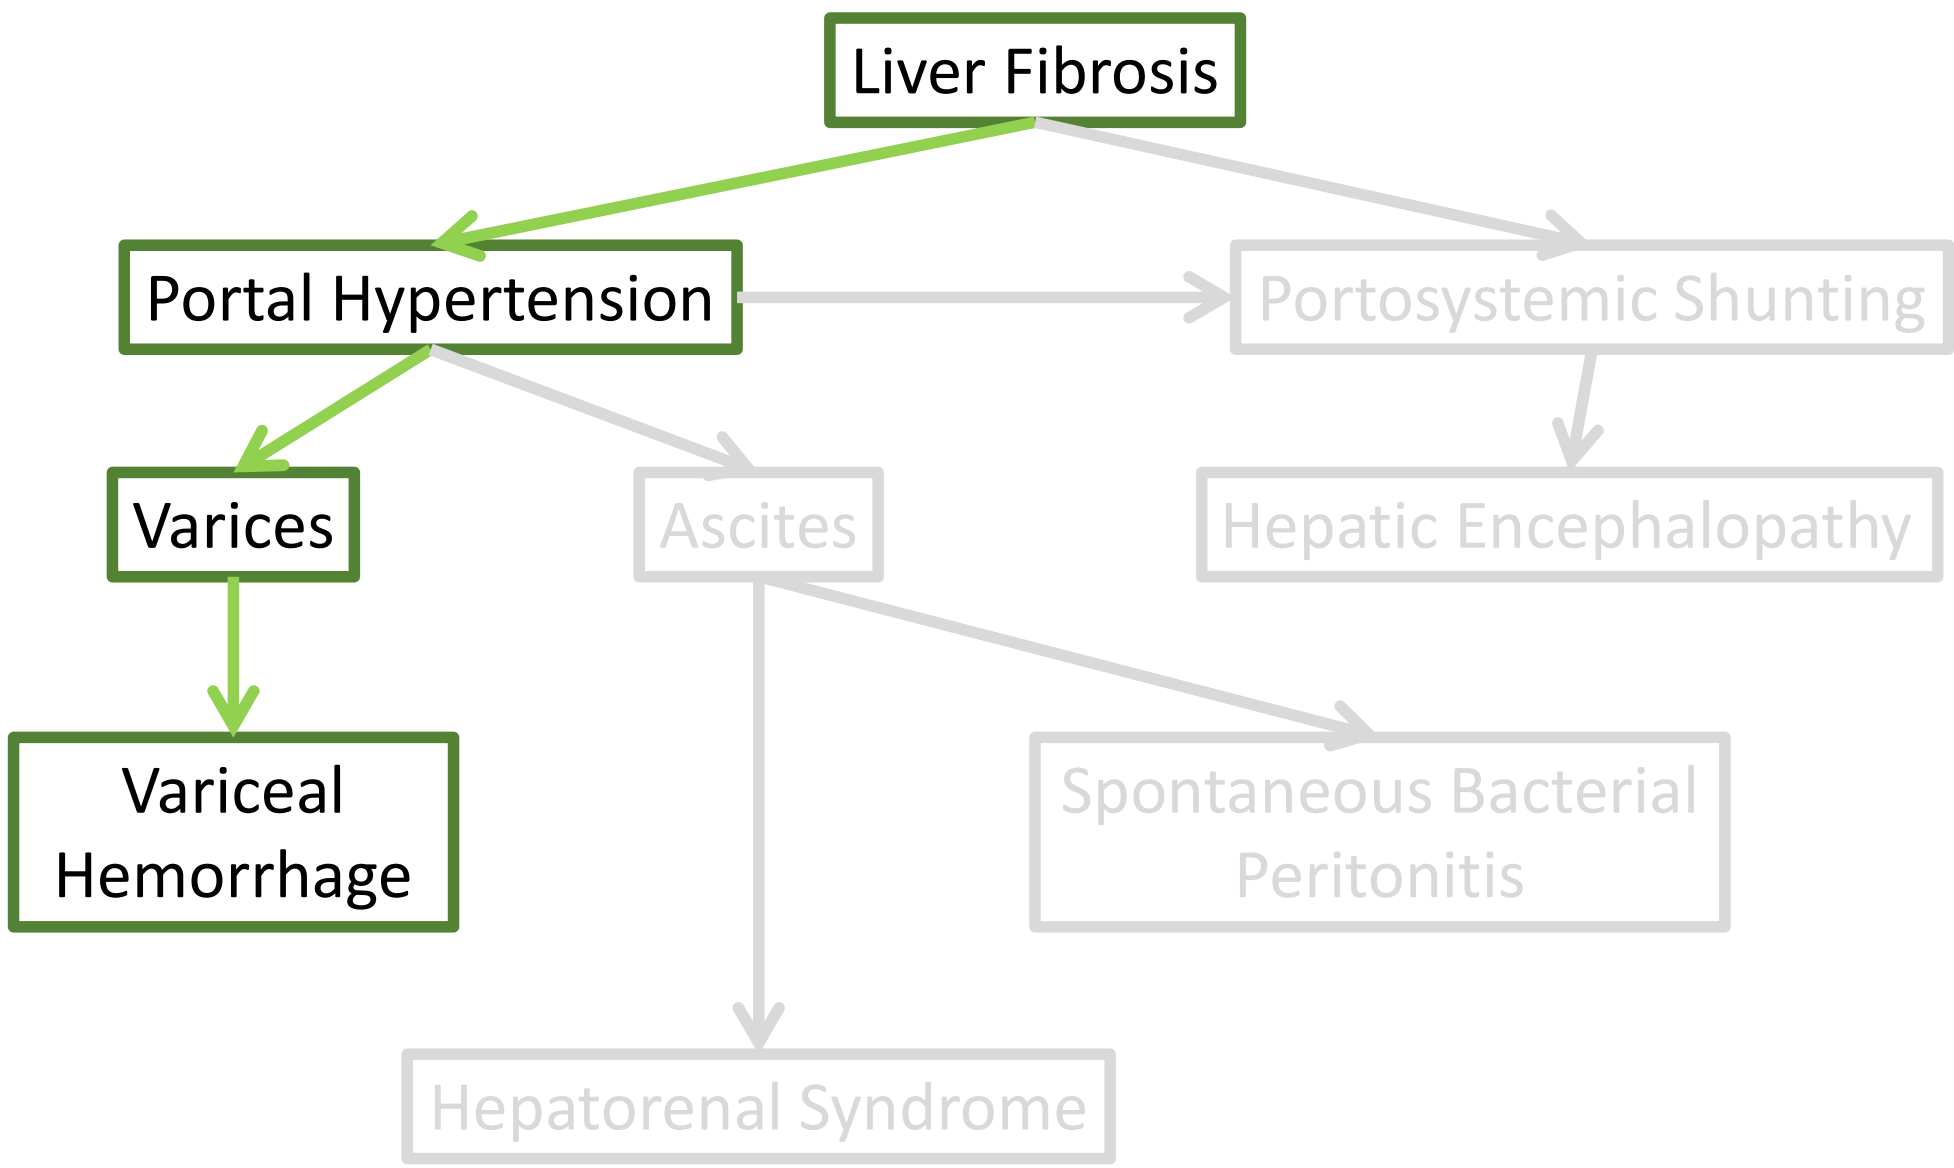 Liver Fibrosis
Portal Hypertension
Portosystemic Shunting
Varices
Ascites
Hepatic Encephalopathy
Variceal
Hemorrhage
Spontaneous Bacterial
Peritonitis
Hepatorenal Syndrome